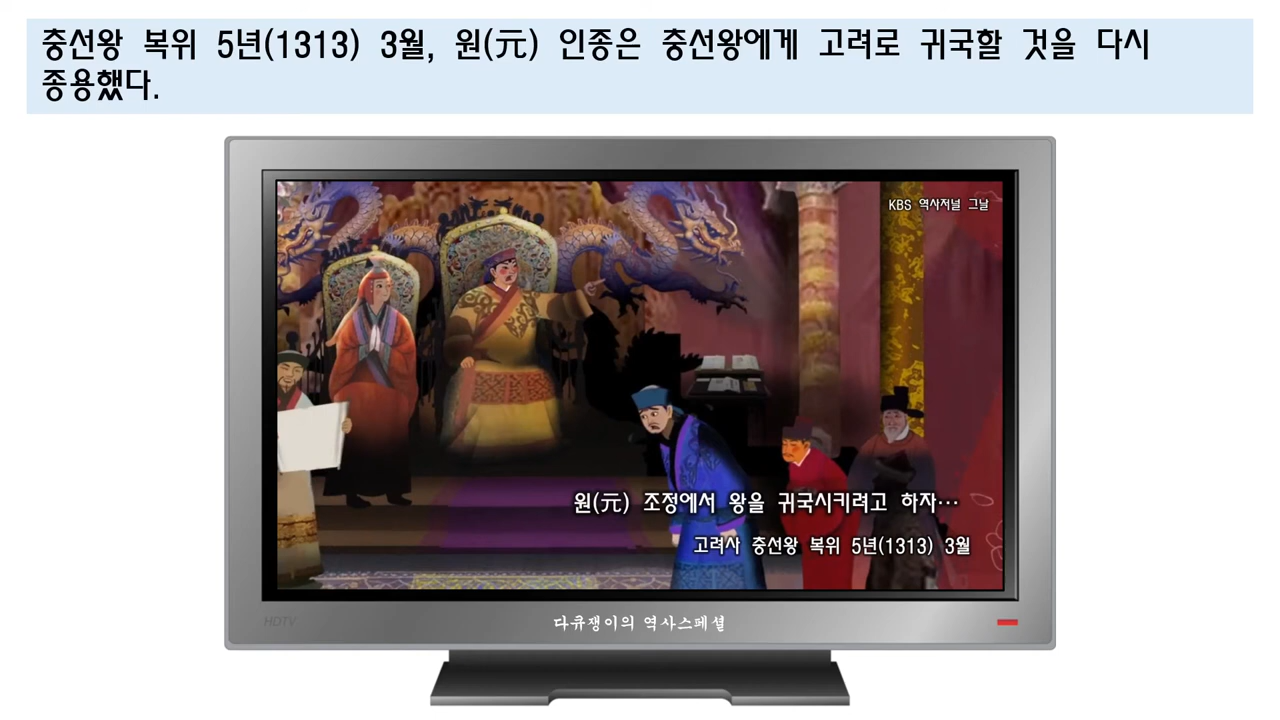 충선왕 복위 5년(1313) 3월, 원(元) 인종은 충선왕에게 고려로 귀국할 것을 다시
종용했다.
KBS 역사저널 그날
원(元) 조정에서 왕을 귀국시키려고 하자…
고려사 충선왕 복위 5년(1313) 3월
HDTV
다큐쟁이의 역사스페셜